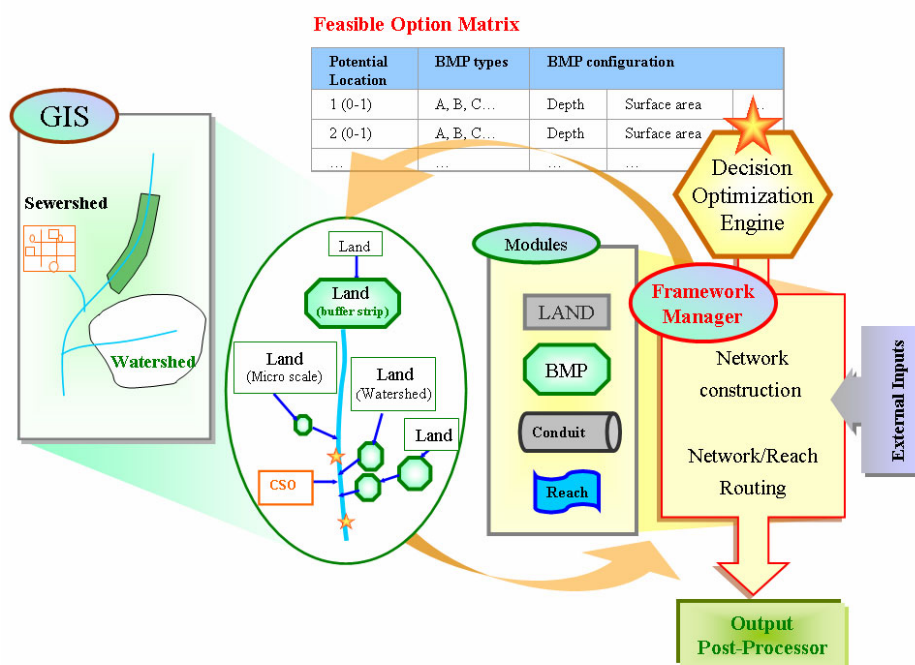 Feasible Option Matrix
Potential Location BMP types BMP configuration
1 (0-1) A, B, C… Depth Surface area …
2 (0-1) A, B, C… Depth Surface area
… … … …
GIS
Sewershed
Watershed
Decision
Optimization
Engine
Land
Land
(buffer strip)
Land
(Micro scale)
Land
(Watershed)
Land
CSO
Modules
LAND
BMP
Conduit
Reach
Framework
Manager
Network
construction
Network/Reach
Routing
External Inputs
Output
Post-Processor